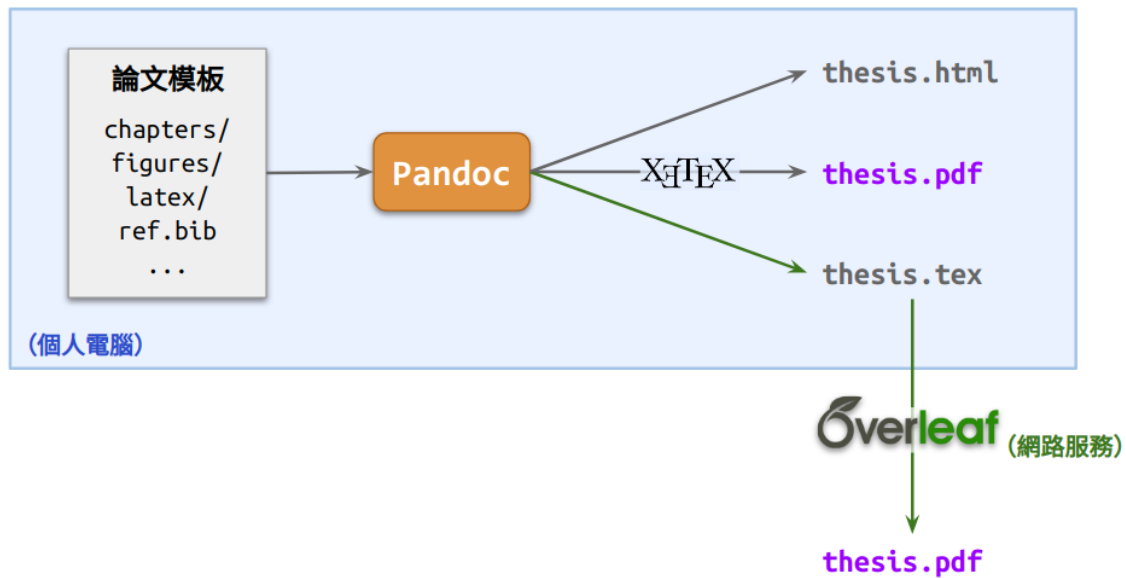 論文模板
chapters/
figures/
latex/
ref.bib
...
(個人電腦)
Pandoc
thesis.html
XƎTEX
thesis.pdf
thesis.tex
Overleaf
(網路服務)
thesis.pdf